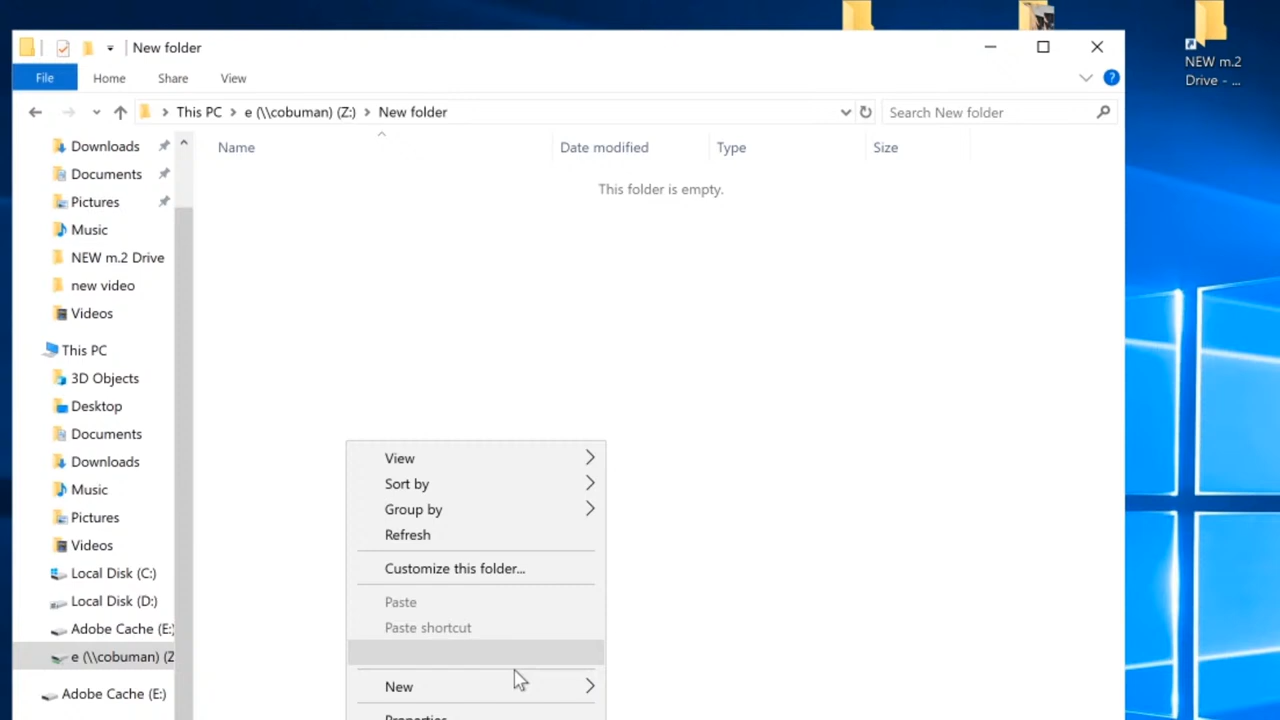 New folder
NEW m.2
Drive - ...
File Home Share View
This PC e (\\cobuman) (Z:) New folder
Search New folder
Name Date modified Type Size
This folder is empty.
Downloads
Documents
Pictures
Music
NEW m.2 Drive
new video
Videos
This PC
3D Objects
Desktop
Documents
Downloads
Music
Pictures
Videos
Local Disk (C:)
Local Disk (D:)
Adobe Cache (E:)
e (\\cobuman) (Z
Adobe Cache (E:)
View
Sort by
Group by
Refresh
Customize this folder...
Paste
Paste shortcut
New
Properties